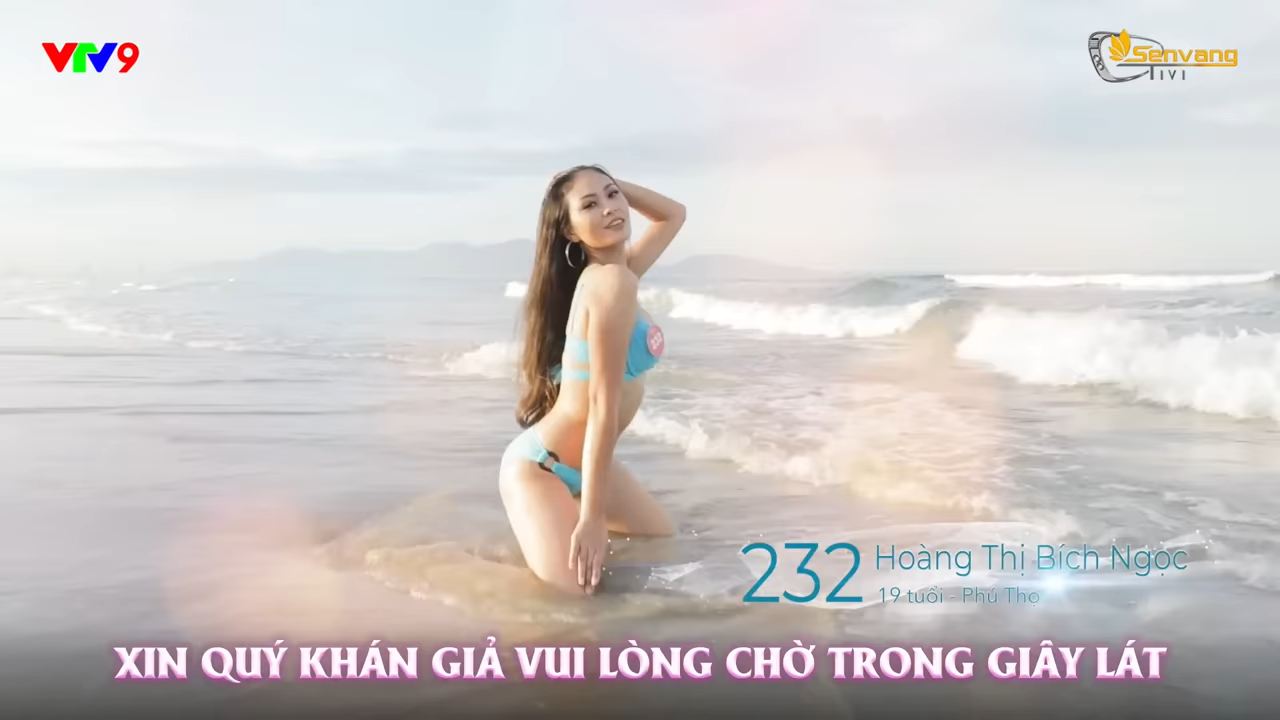 VTV9
Senvang
TIVI
232
232
Hoàng Thị Bích Ngọc
19 tuổi - Phú Thọ
XIN QUÝ KHÁN GIẢ VUI LÒNG CHỜ TRONG GIÂY LÁT